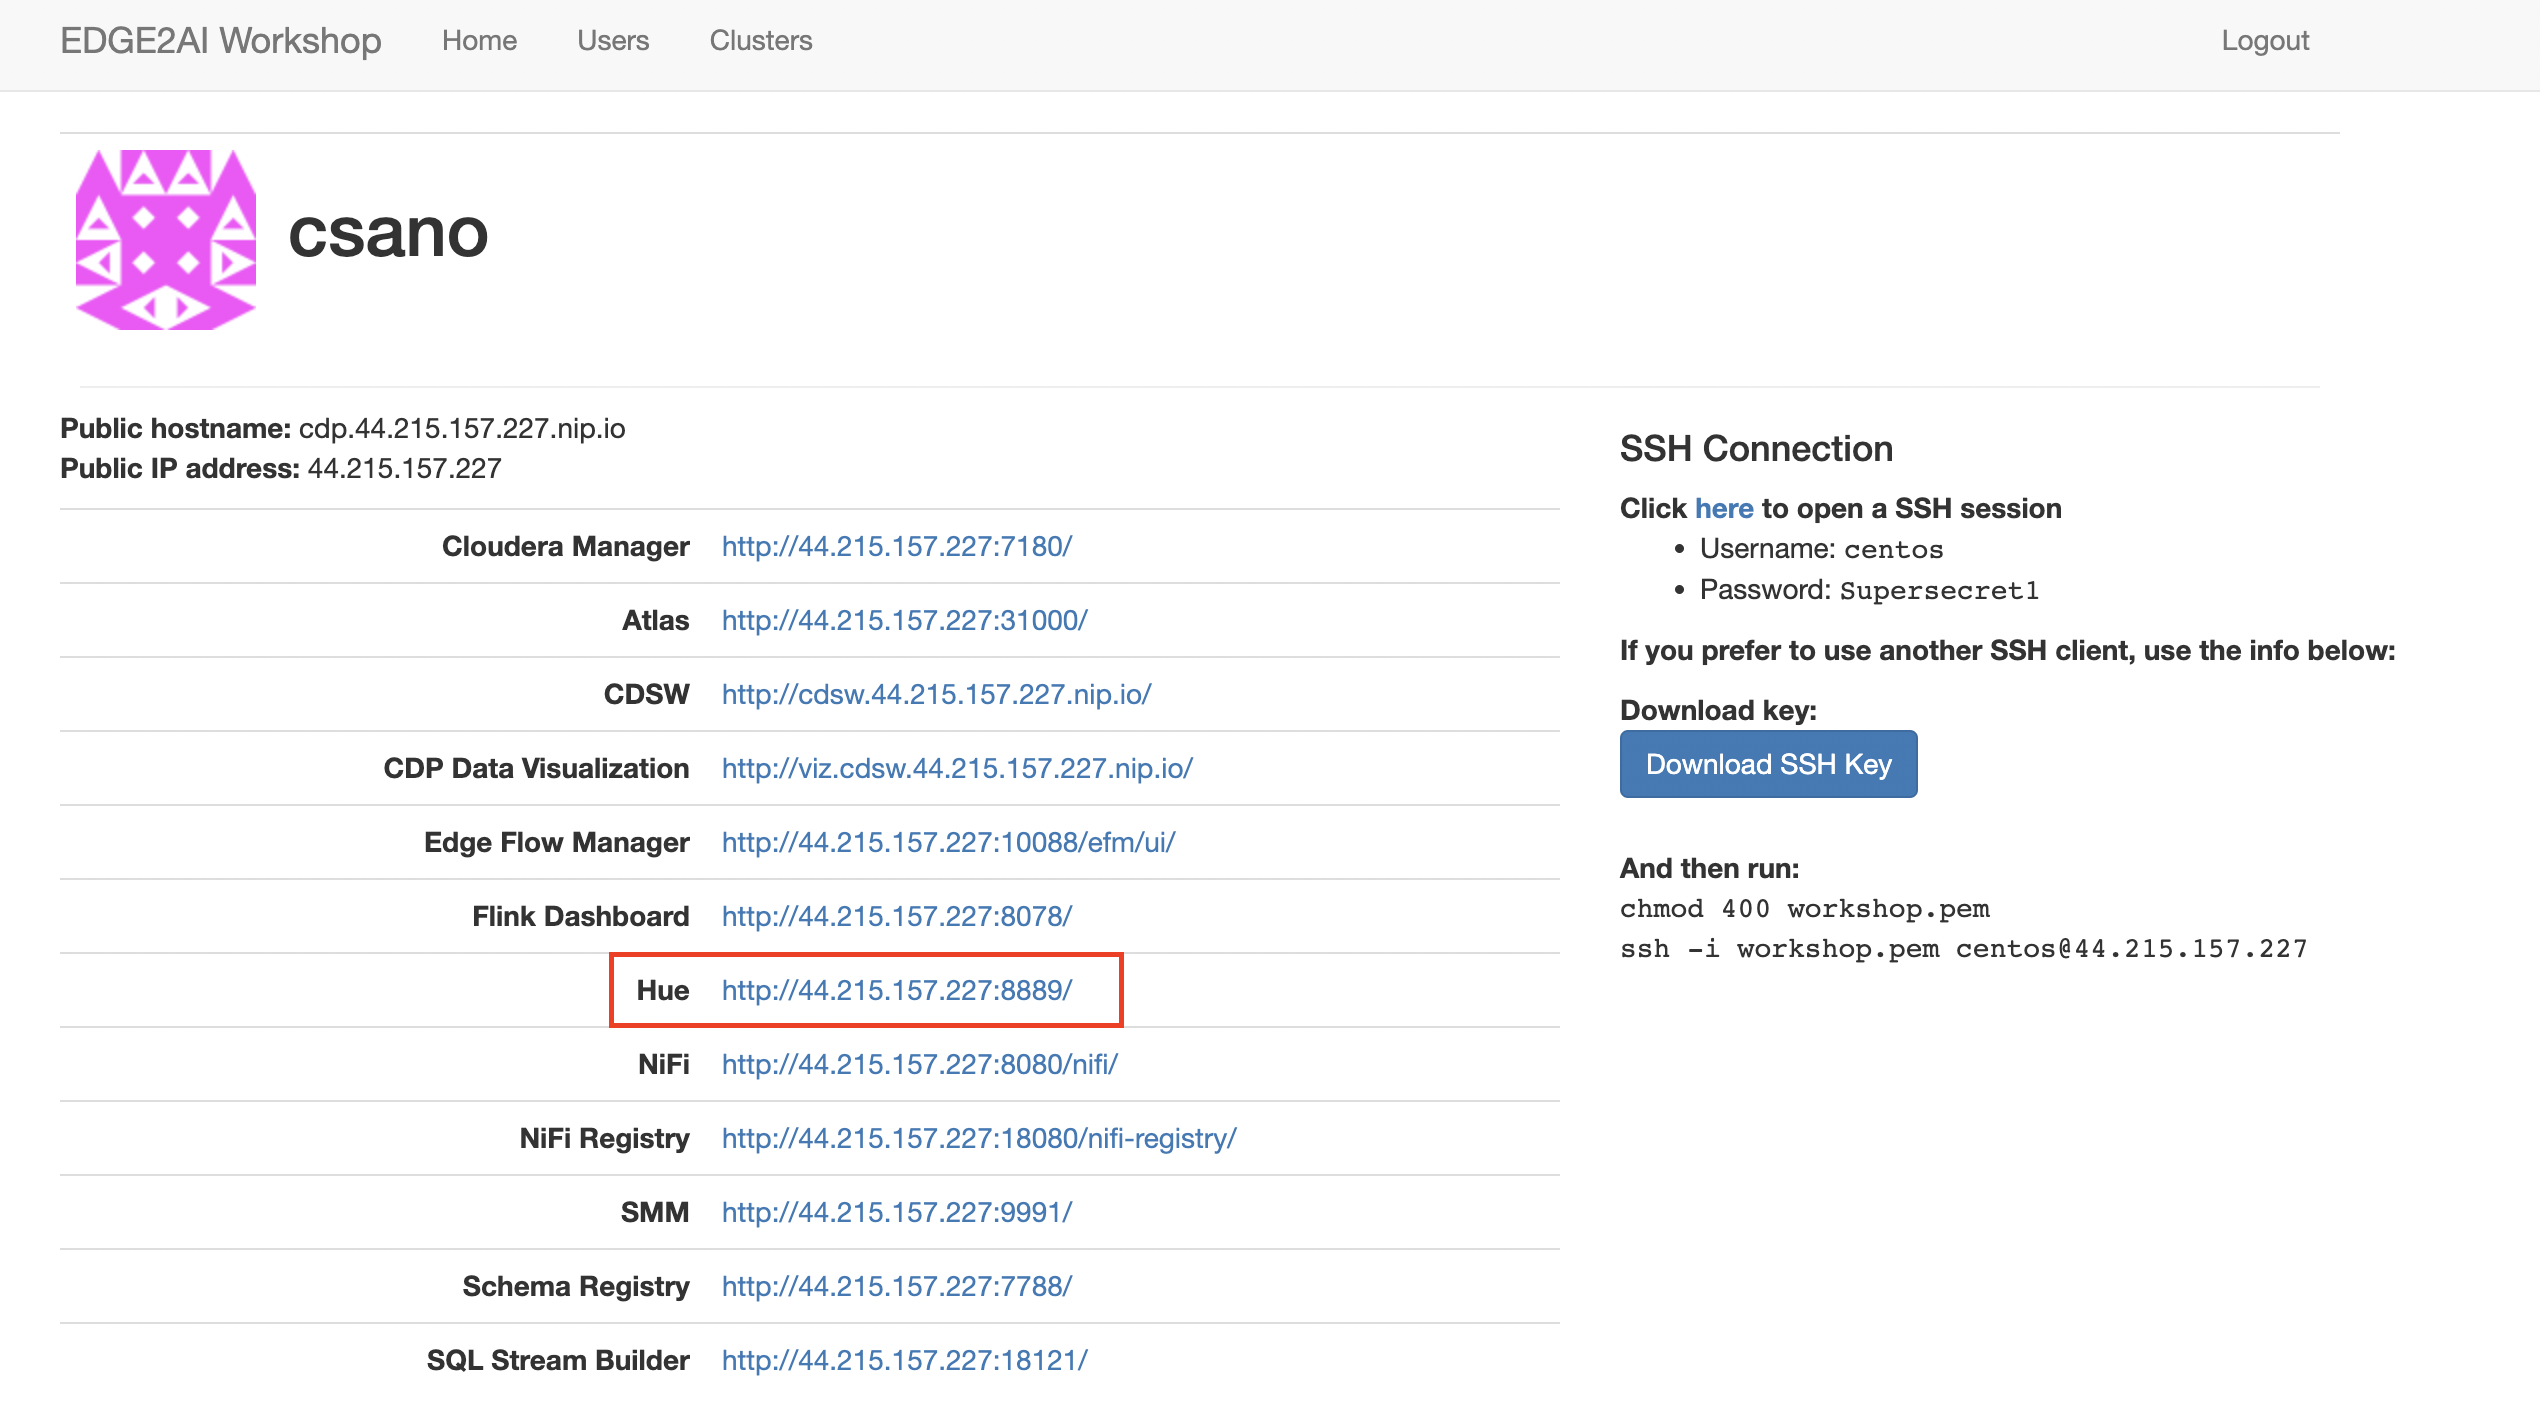 EDGE2AI Workshop Home Users Clusters Logout
csano
Public hostname: cdp.44.215.157.227.nip.io
Public IP address: 44.215.157.227
Cloudera Manager http://44.215.157.227:7180/
Atlas http://44.215.157.227:31000/
CDSW http://cdsw.44.215.157.227.nip.io/
CDP Data Visualization http://viz.cdsw.44.215.157.227.nip.io/
Edge Flow Manager http://44.215.157.227:10088/efm/ui/
Flink Dashboard http://44.215.157.227:8078/
Hue http://44.215.157.227:8889/
NiFi http://44.215.157.227:8080/nifi/
NiFi Registry http://44.215.157.227:18080/nifi-registry/
SMM http://44.215.157.227:9991/
Schema Registry http://44.215.157.227:7788/
SQL Stream Builder http://44.215.157.227:18121/
SSH Connection
Click here to open a SSH session
• Username: centos
• Password: Supersecret1
If you prefer to use another SSH client, use the info below:
Download key:
Download SSH Key
And then run:
chmod 400 workshop.pem
ssh -i workshop.pem centos@44.215.157.227